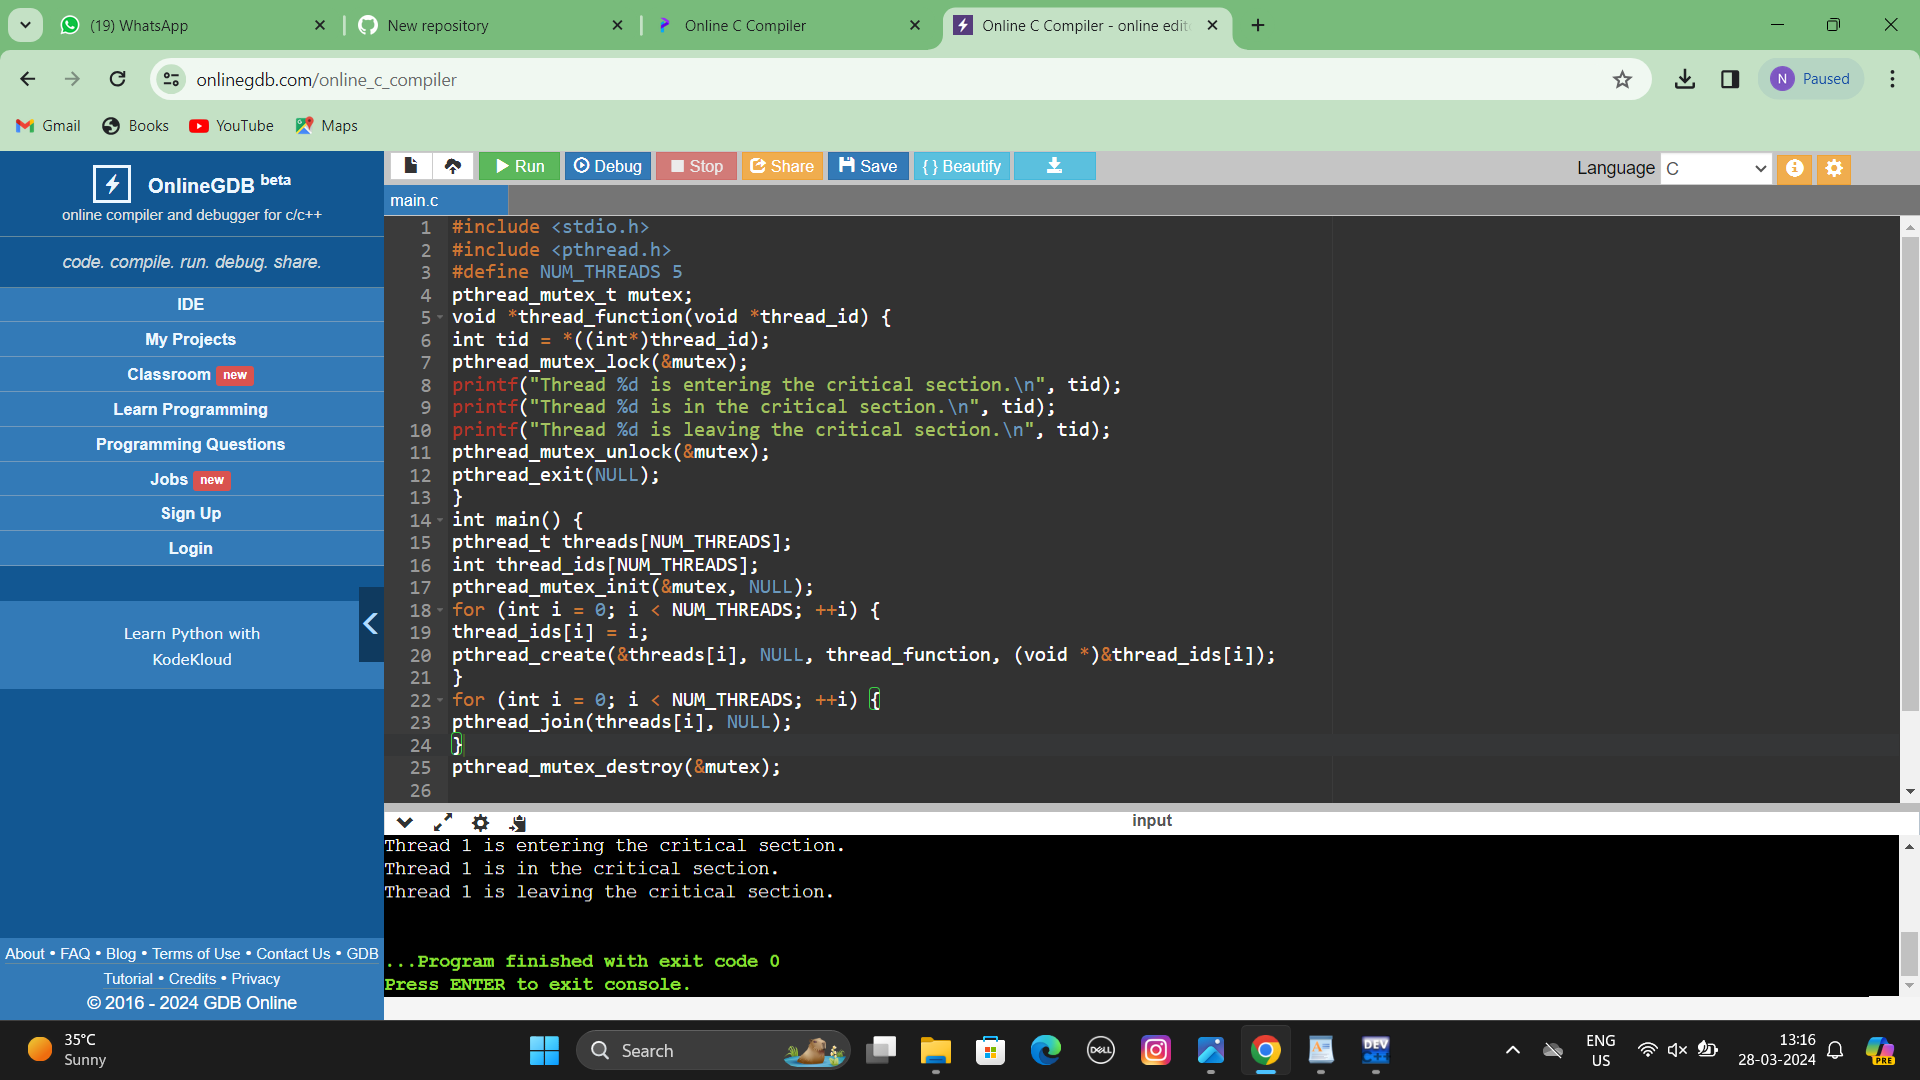 (19) WhatsApp
New repository
Online C Compiler
Online C Compiler - online edit
onlinegdb.com/online_c_compiler
N Paused
Gmail Books YouTube Maps
OnlineGDB beta
online compiler and debugger for c/c++
code. compile. run. debug. share.
IDE
My Projects
Classroom new
Learn Programming
Programming Questions
Jobs new
Sign Up
Login
Learn Python with
KodeKloud
About • FAQ • Blog • Terms of Use • Contact Us • GDB
Tutorial • Credits • Privacy
© 2016 - 2024 GDB Online
Run Debug Stop Share Save { } Beautify
Language C
main.c
1 #include <stdio.h>
2 #include <pthread.h>
3 #define NUM_THREADS 5
4 pthread_mutex_t mutex;
5 void *thread_function(void *thread_id) {
6 int tid = *((int*)thread_id);
7 pthread_mutex_lock(&mutex);
8 printf("Thread %d is entering the critical section.\n", tid);
9 printf("Thread %d is in the critical section.\n", tid);
10 printf("Thread %d is leaving the critical section.\n", tid);
11 pthread_mutex_unlock(&mutex);
12 pthread_exit(NULL);
13 }
14 int main() {
15 pthread_t threads[NUM_THREADS];
16 int thread_ids[NUM_THREADS];
17 pthread_mutex_init(&mutex, NULL);
18 for (int i = 0; i < NUM_THREADS; ++i) {
19 thread_ids[i] = i;
20 pthread_create(&threads[i], NULL, thread_function, (void *)&thread_ids[i]);
21 }
22 for (int i = 0; i < NUM_THREADS; ++i) {
23 pthread_join(threads[i], NULL);
24 }
25 pthread_mutex_destroy(&mutex);
26
input
Thread 1 is entering the critical section.
Thread 1 is in the critical section.
Thread 1 is leaving the critical section.
...Program finished with exit code 0
Press ENTER to exit console.
35°C
Sunny
Search
DELL
DEV
C++
ENG
US
13:16
28-03-2024
PRE